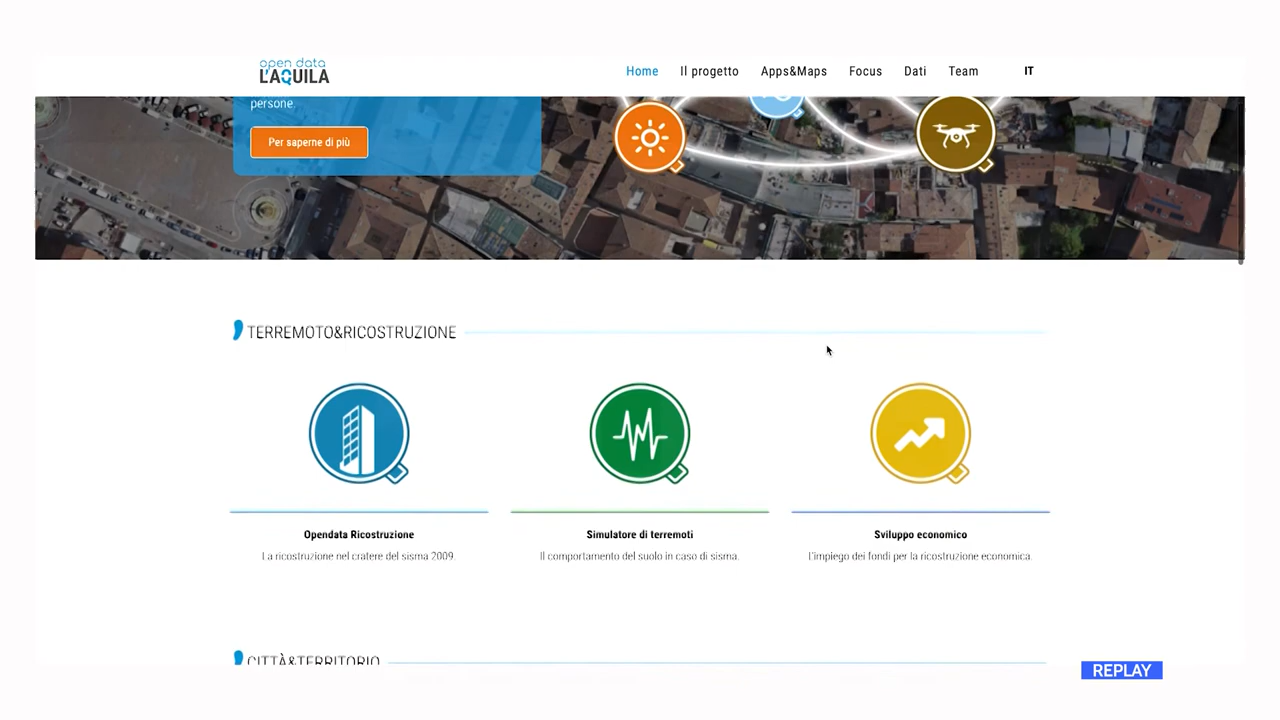 open data
L'AQUILA
Home Il progetto Apps&Maps Focus Dati Team IT
persone
Per saperne di più
TERREMOTO&RICOSTRUZIONE
Opendata Ricostruzione
La ricostruzione nel cratere del sisma 2009.
Simulatore di terremoti
Il comportamento del suolo in caso di sisma.
Sviluppo economico
L'impiego dei fondi per la ricostruzione economica.
CITTÀ&TERRITORIO
REPLAY